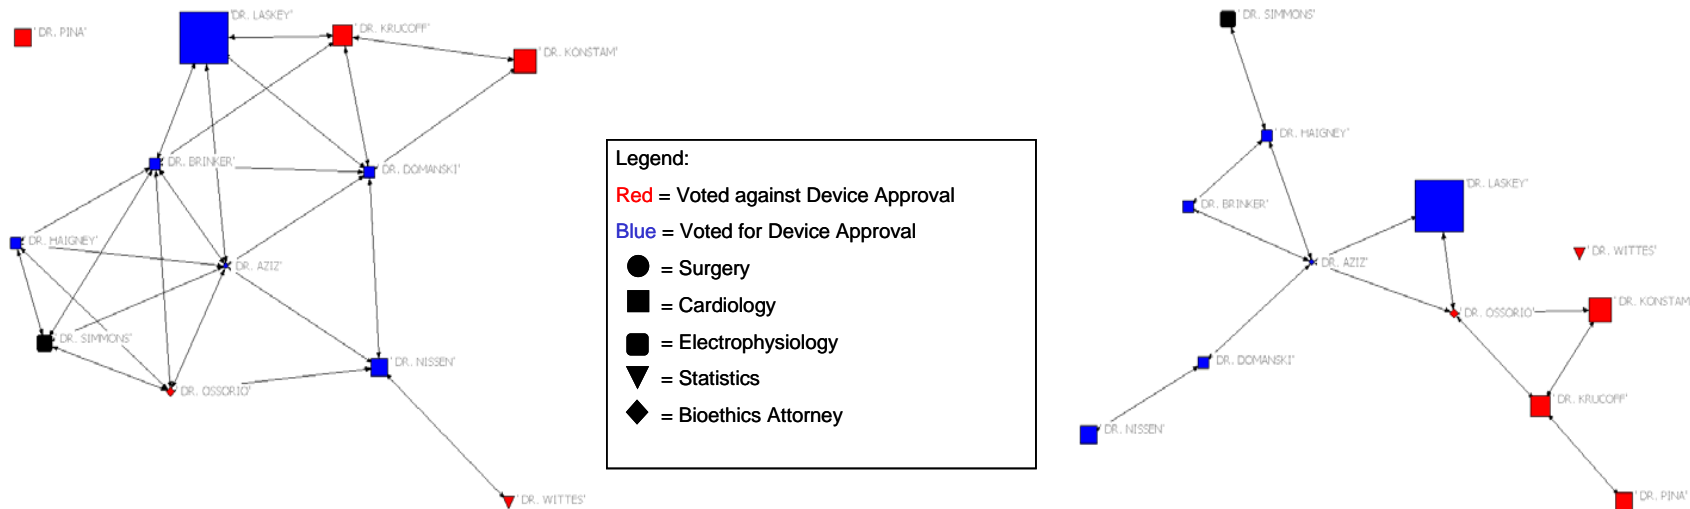 'DR. PINA'
'DR. LASKEY'
'DR. KRUCOFF'
'DR. KONSTAM'
'DR. BRINKER'
'DR. DOMANSKI'
'DR. HAIGNEY'
'DR. AZIZ'
'DR. SIMMONS'
'DR. NISSEN'
'DR. OSSORIO'
'DR. WITTES'
Legend:
Red = Voted against Device Approval
Blue = Voted for Device Approval
= Surgery
= Cardiology
= Electrophysiology
= Statistics
= Bioethics Attorney
'DR. SIMMONS'
'DR. HAIGNEY'
'DR. LASKEY'
'DR. BRINKER'
'DR. WITTES'
'DR. AZIZ'
'DR. KONSTAM
'DR. OSSORIO'
'DR. DOMANSKI'
'DR. KRUCOFF'
'DR. NISSEN'
'DR. PINA'